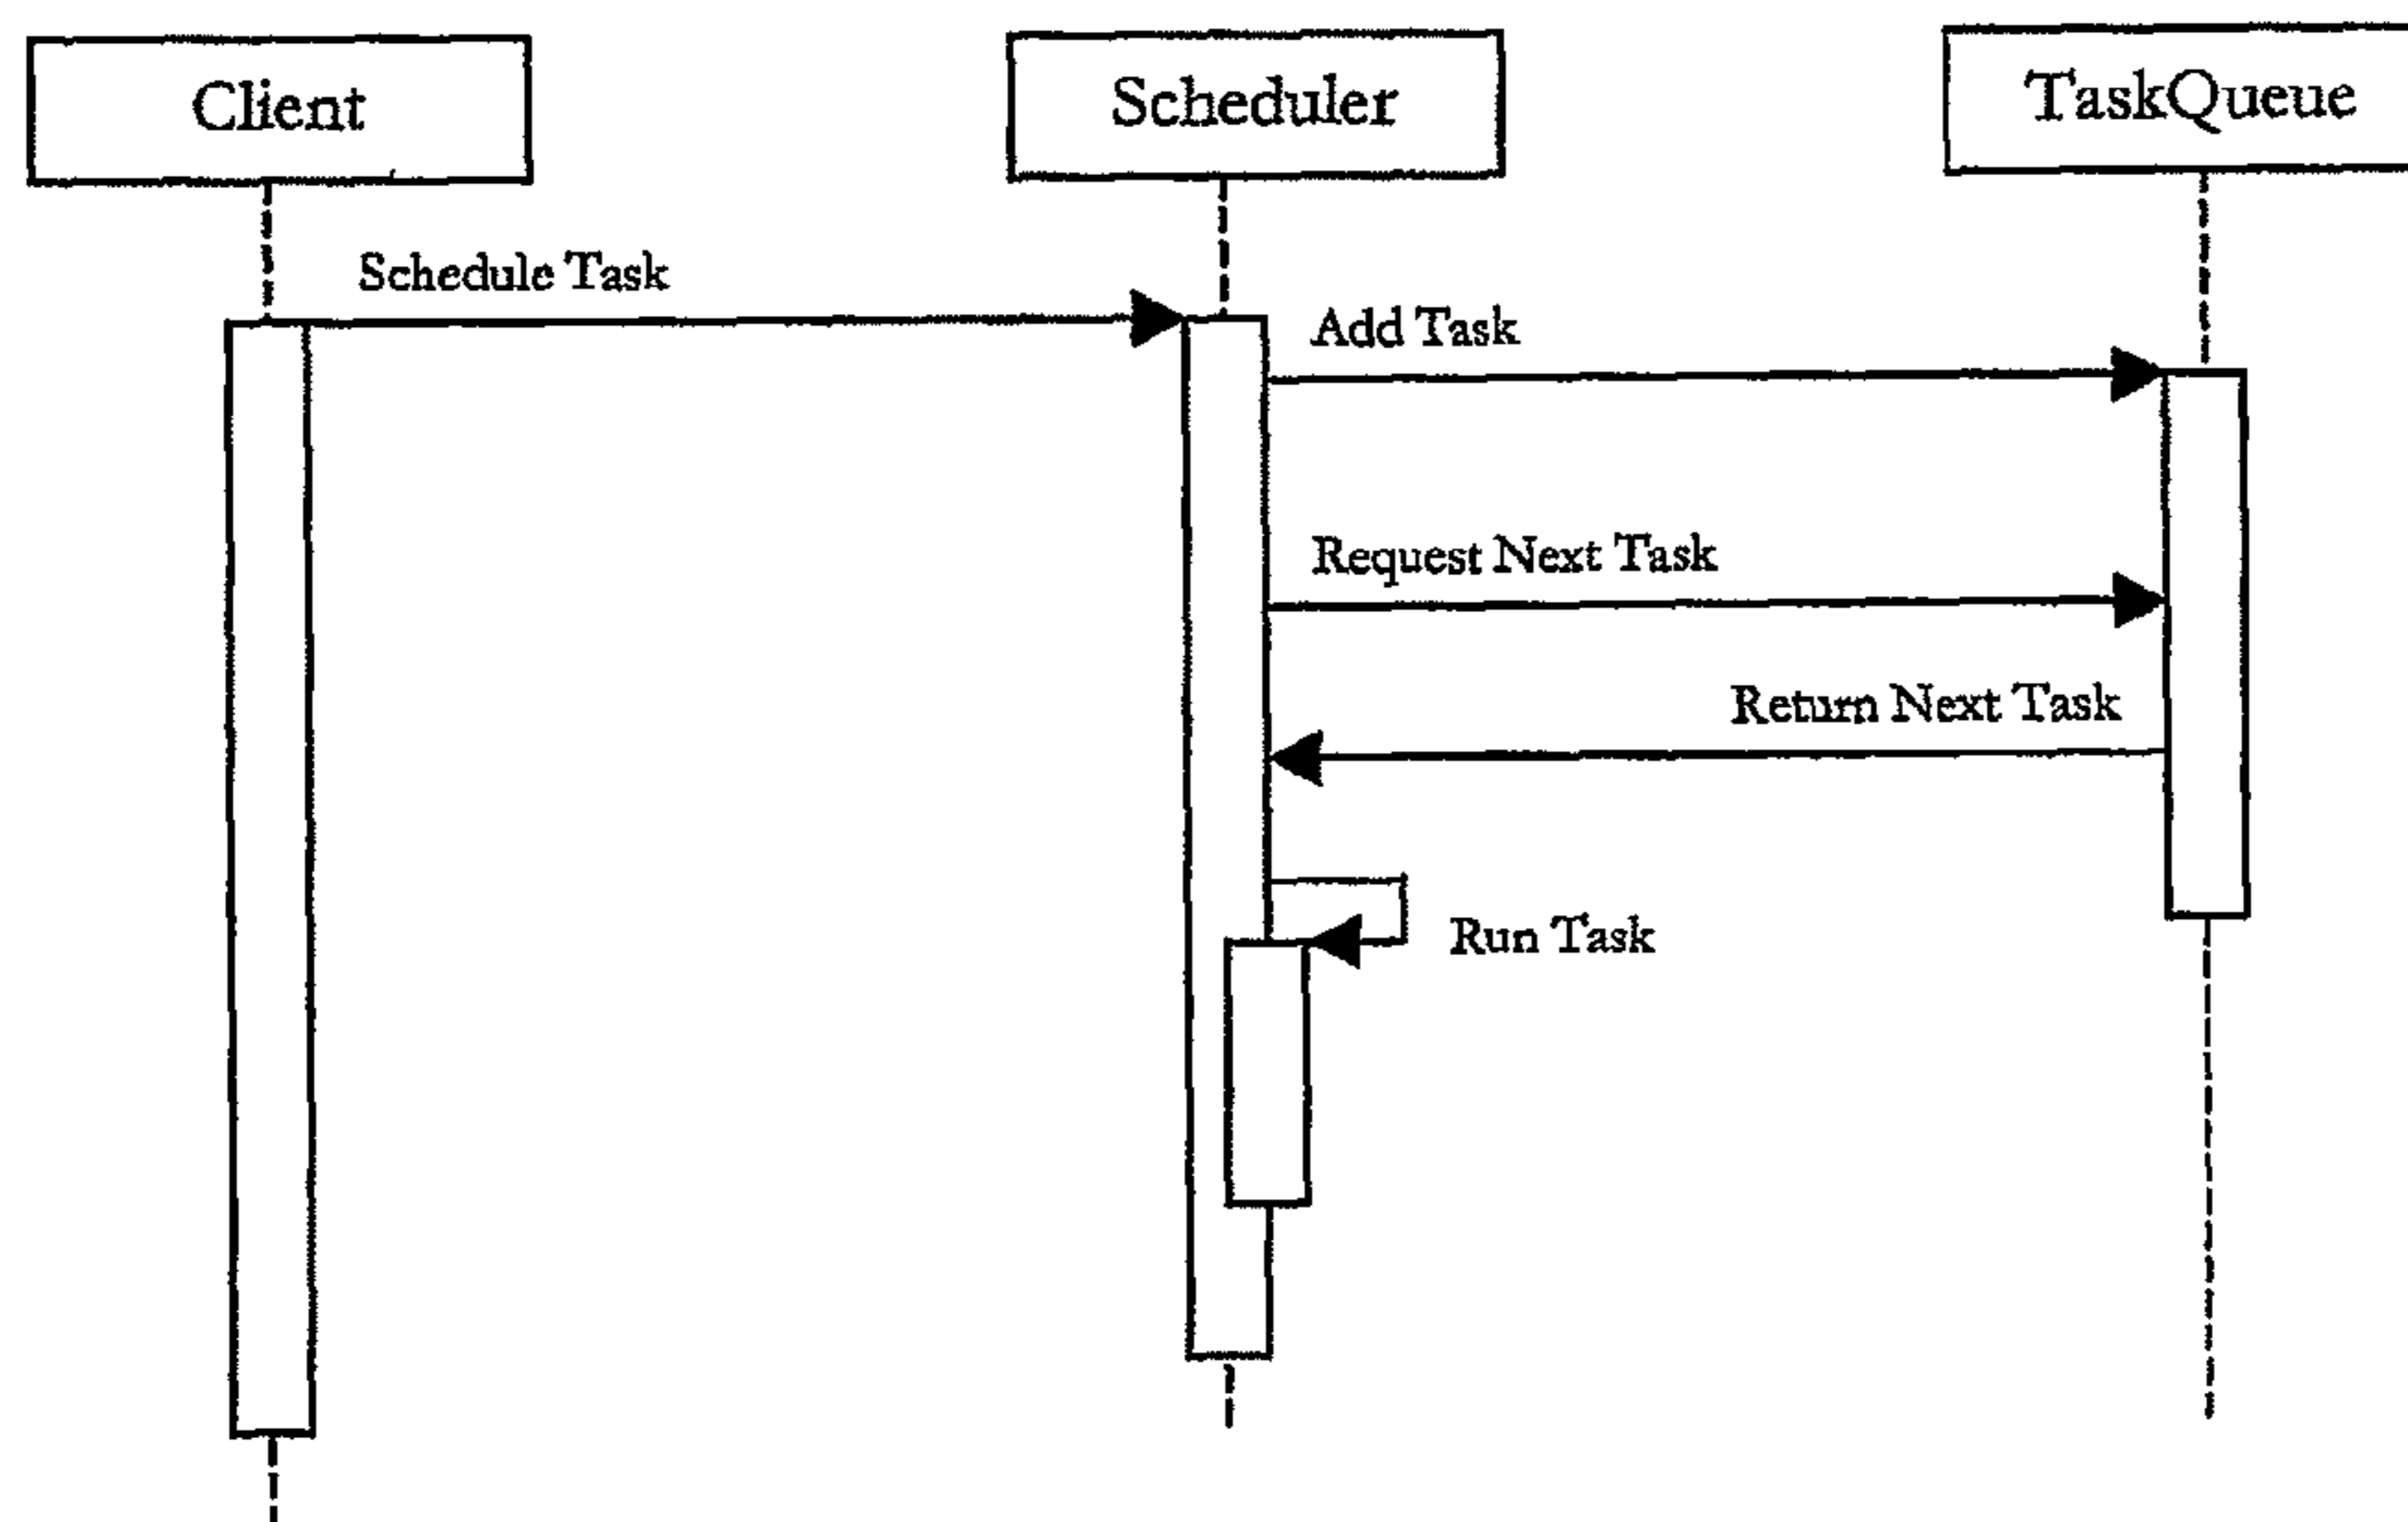 Client
Scheduler
TaskQueue
Schedule Task
Add Task
Request Next Task
Return Next Task
Run Task